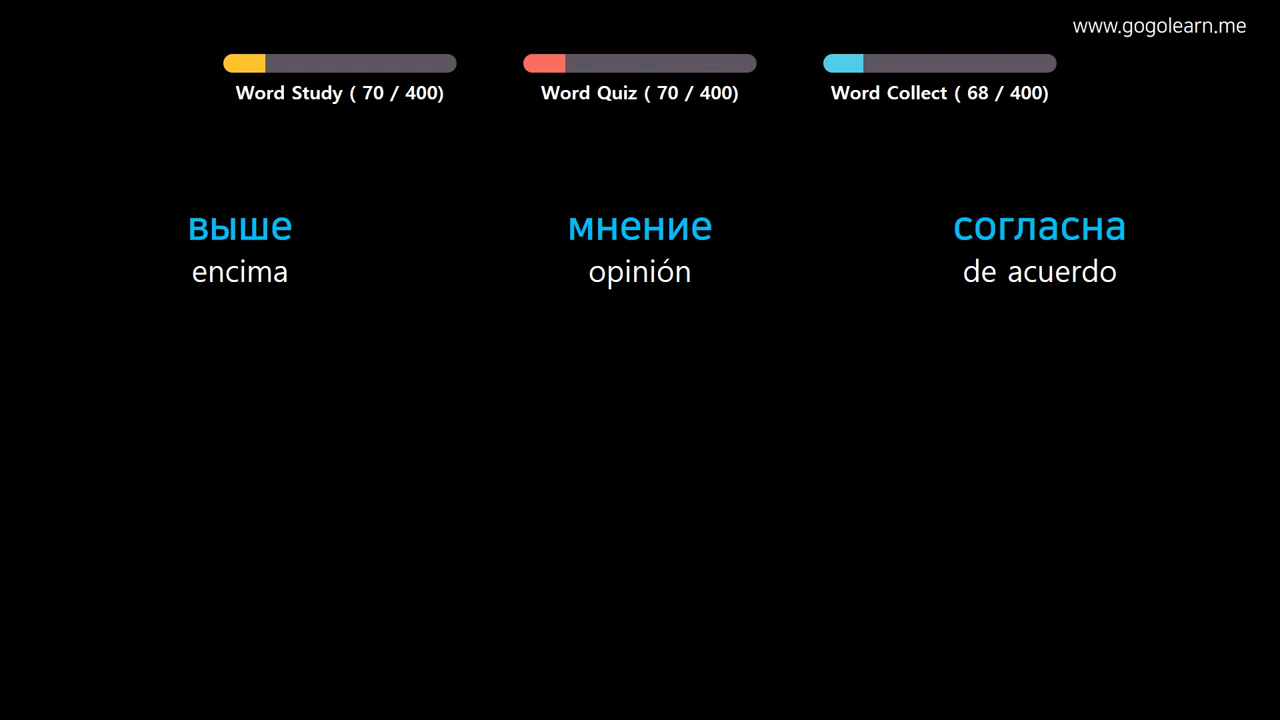 www.gogolearn.me
Word Study ( 70 / 400)
Word Quiz ( 70 / 400)
Word Collect ( 68 / 400)
выше
encima
мнение
opinión
согласна
de acuerdo